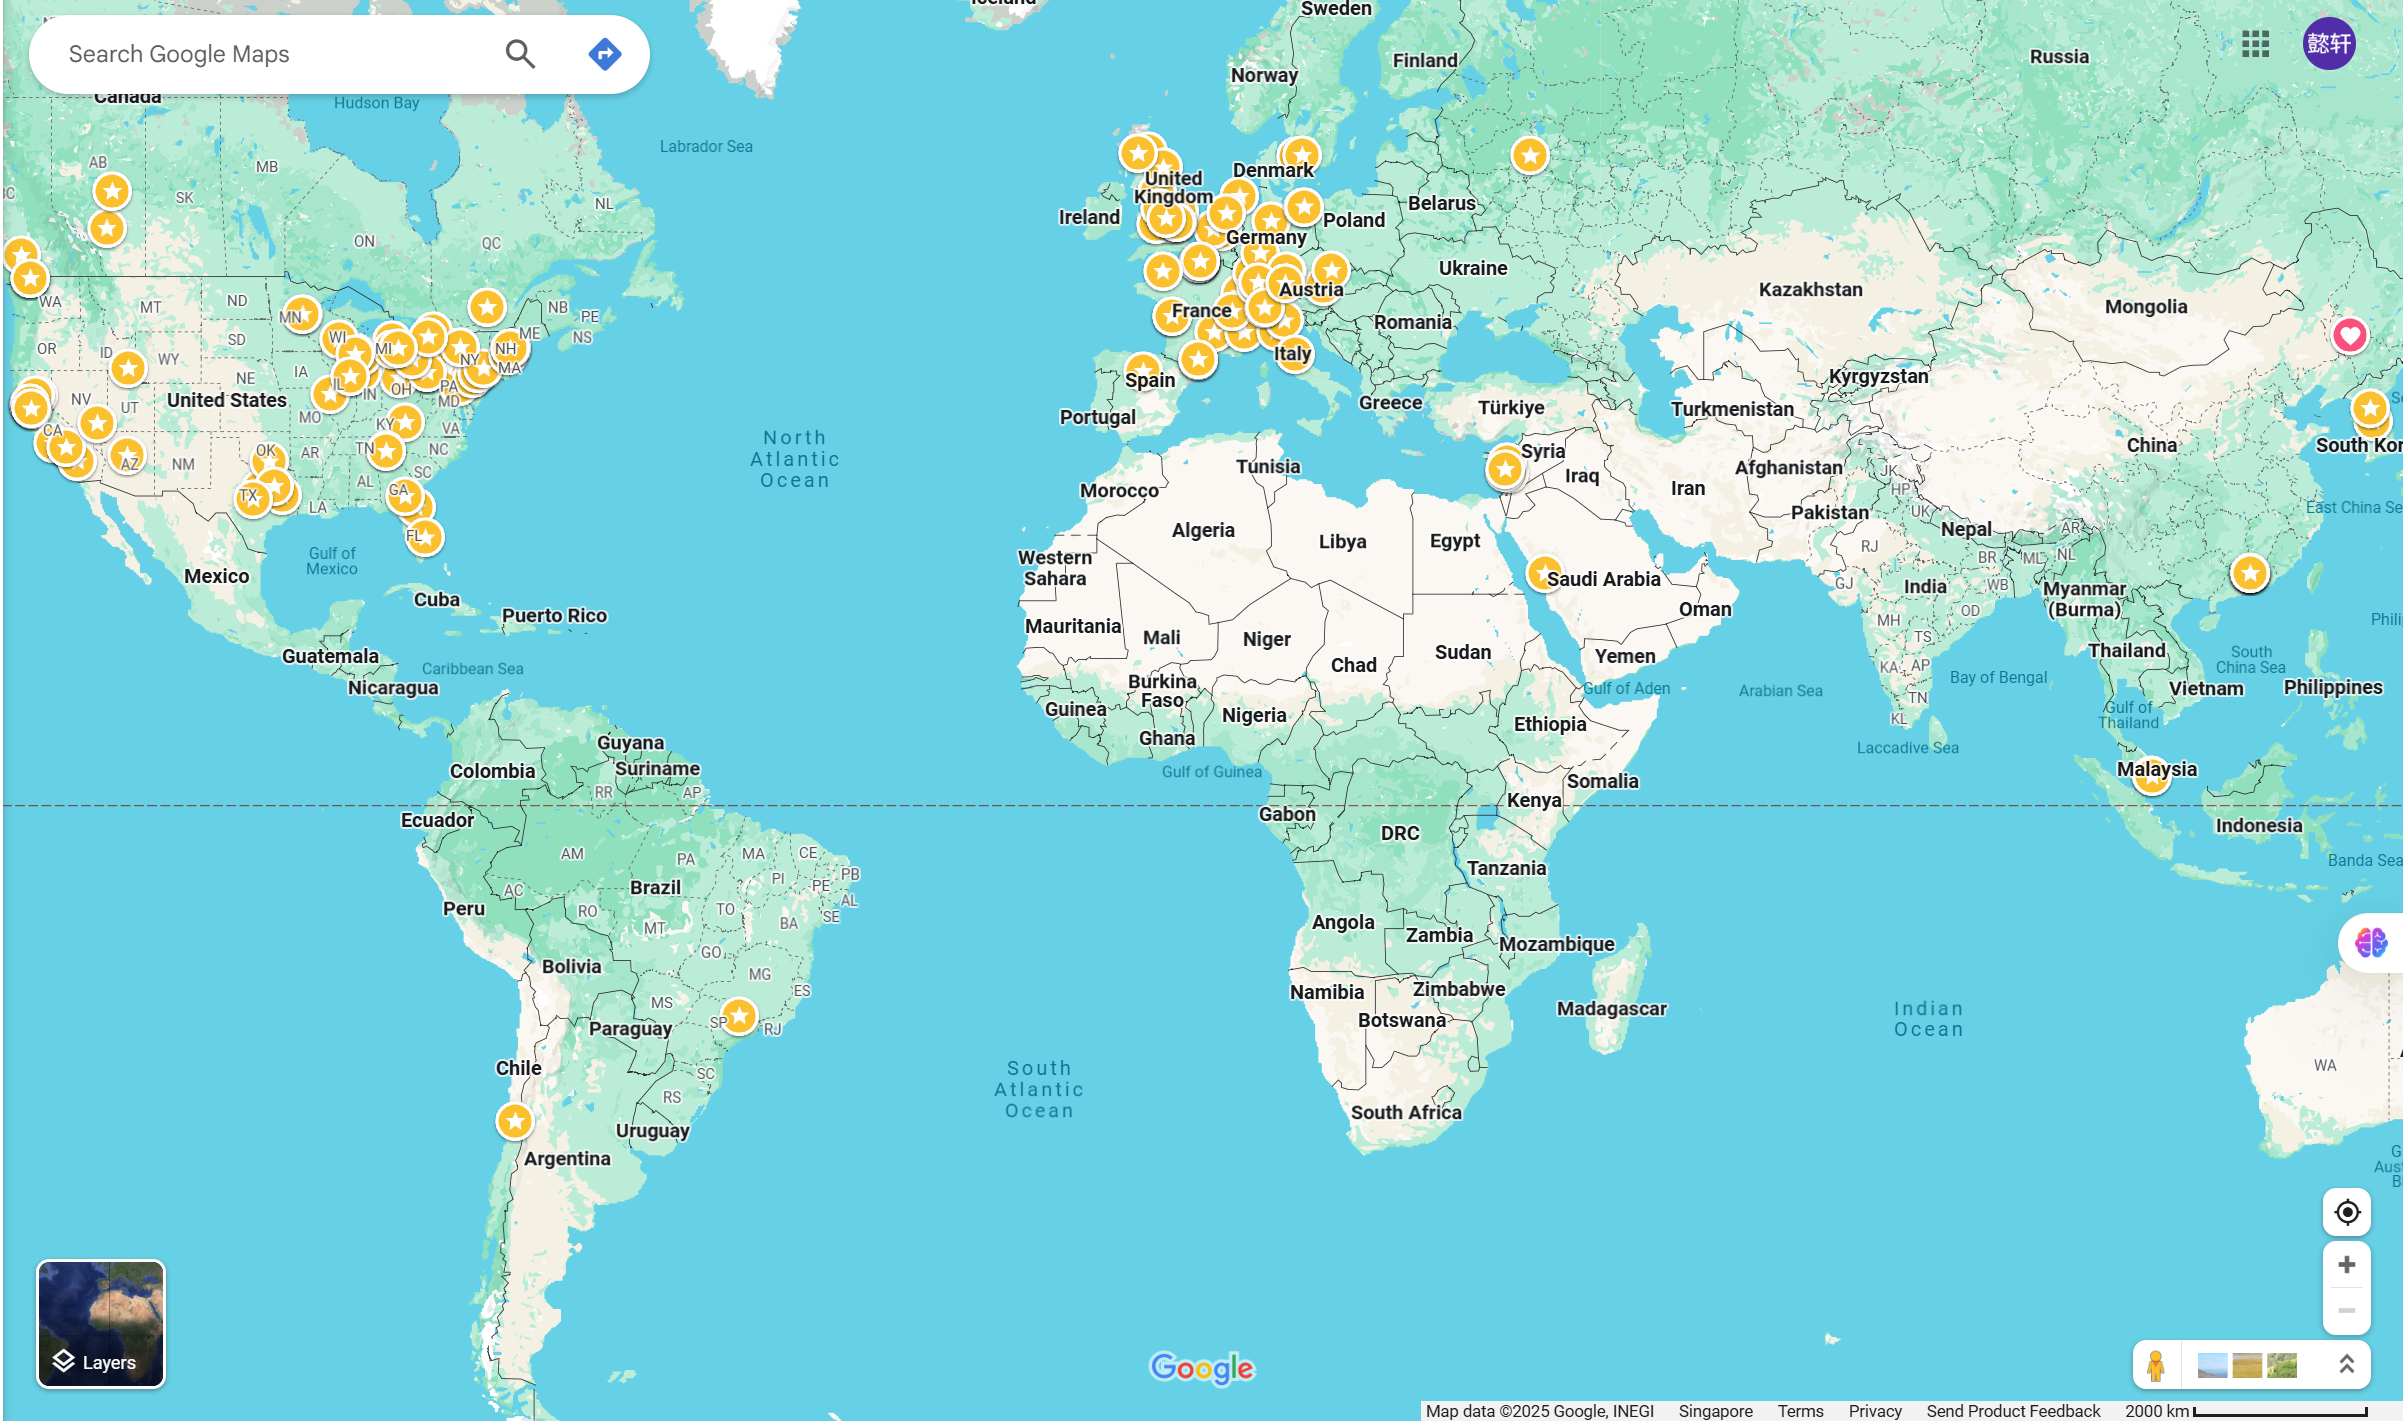 Iceland
Sweden
Search Google Maps
懿轩
Finland
Russia
Norway
Canada
Hudson Bay
Labrador Sea
AB
MB
SK
NL
ON
QC
Denmark
United
Kingdom
Ireland
Belarus
Poland
Germany
Ukraine
Kazakhstan
Mongolia
Austria
France
Romania
WA
MT
ND
MN
NB
PE
NS
ME
OR
ID
WY
SD
WI
MI
NY
NH
MA
IA
NE
IL
IN
OH
PA
MD
NV
UT
United States
MO
KY
VA
CA
AZ
NM
OK
AR
TN
NC
SC
TX
LA
AL
GA
FL
Italy
Spain
Portugal
Greece
Türkiye
Kyrgyzstan
Turkmenistan
China
South Kor
Syria
Iraq
Iran
Afghanistan
Pakistan
JK
HP
UK
Nepal
AR
East China Se
North
Atlantic
Ocean
Tunisia
Morocco
Algeria
Libya
Egypt
Western
Sahara
Saudi Arabia
Oman
RJ
GJ
BR
ML
NL
WB
India
OD
MH
TS
KA
AP
TN
KL
Myanmar
(Burma)
Gulf of
Mexico
Mexico
Cuba
Puerto Rico
Guatemala
Caribbean Sea
Nicaragua
Mauritania
Mali
Niger
Chad
Sudan
Yemen
Gulf of Aden
Arabian Sea
Bay of Bengal
Thailand
South
China Sea
Phili
Vietnam
Philippines
Gulf of
Thailand
Laccadive Sea
Burkina
Faso
Guinea
Nigeria
Ghana
Ethiopia
Gulf of Guinea
Somalia
Kenya
Malaysia
Indonesia
Banda Sea
Guyana
Suriname
Colombia
RR
AP
Ecuador
Gabon
DRC
Tanzania
AM
PA
MA
CE
PI
PE
PB
AL
SE
AC
Brazil
TO
BA
RO
MT
Peru
GO
Bolivia
MG
ES
MS
SP
RJ
Paraguay
Angola
Zambia
Mozambique
Namibia
Zimbabwe
Botswana
Madagascar
Indian
Ocean
Chile
SC
RS
Uruguay
Argentina
South
Atlantic
Ocean
South Africa
WA
Layers
Google
Map data ©2025 Google, INEGI
Singapore
Terms
Privacy
Send Product Feedback
2000 km